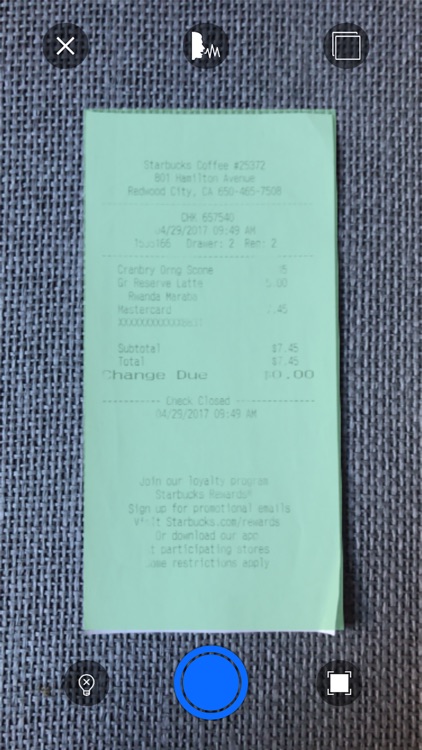 Starbucks Coffee #25372
801 Hamilton Avenue
Redwood City, CA 650-465-7508
CHK 657540
04/29/2017 09:49 AM
Drawer: 2 Ren: 2
Cranbry Orng Scone
Gr Reserve Latte
Rwanda Maraba
Mastercard
Subtotal $7.45
Total $7.45
Change Due $0.00
Check Closed
04/29/2017 09:49 AM
Join our loyalty program
Starbucks Rewards®
Sign up for promotional emails
Visit Starbucks.com/rewards
Or download our app
t participating stores
ome restrictions apply